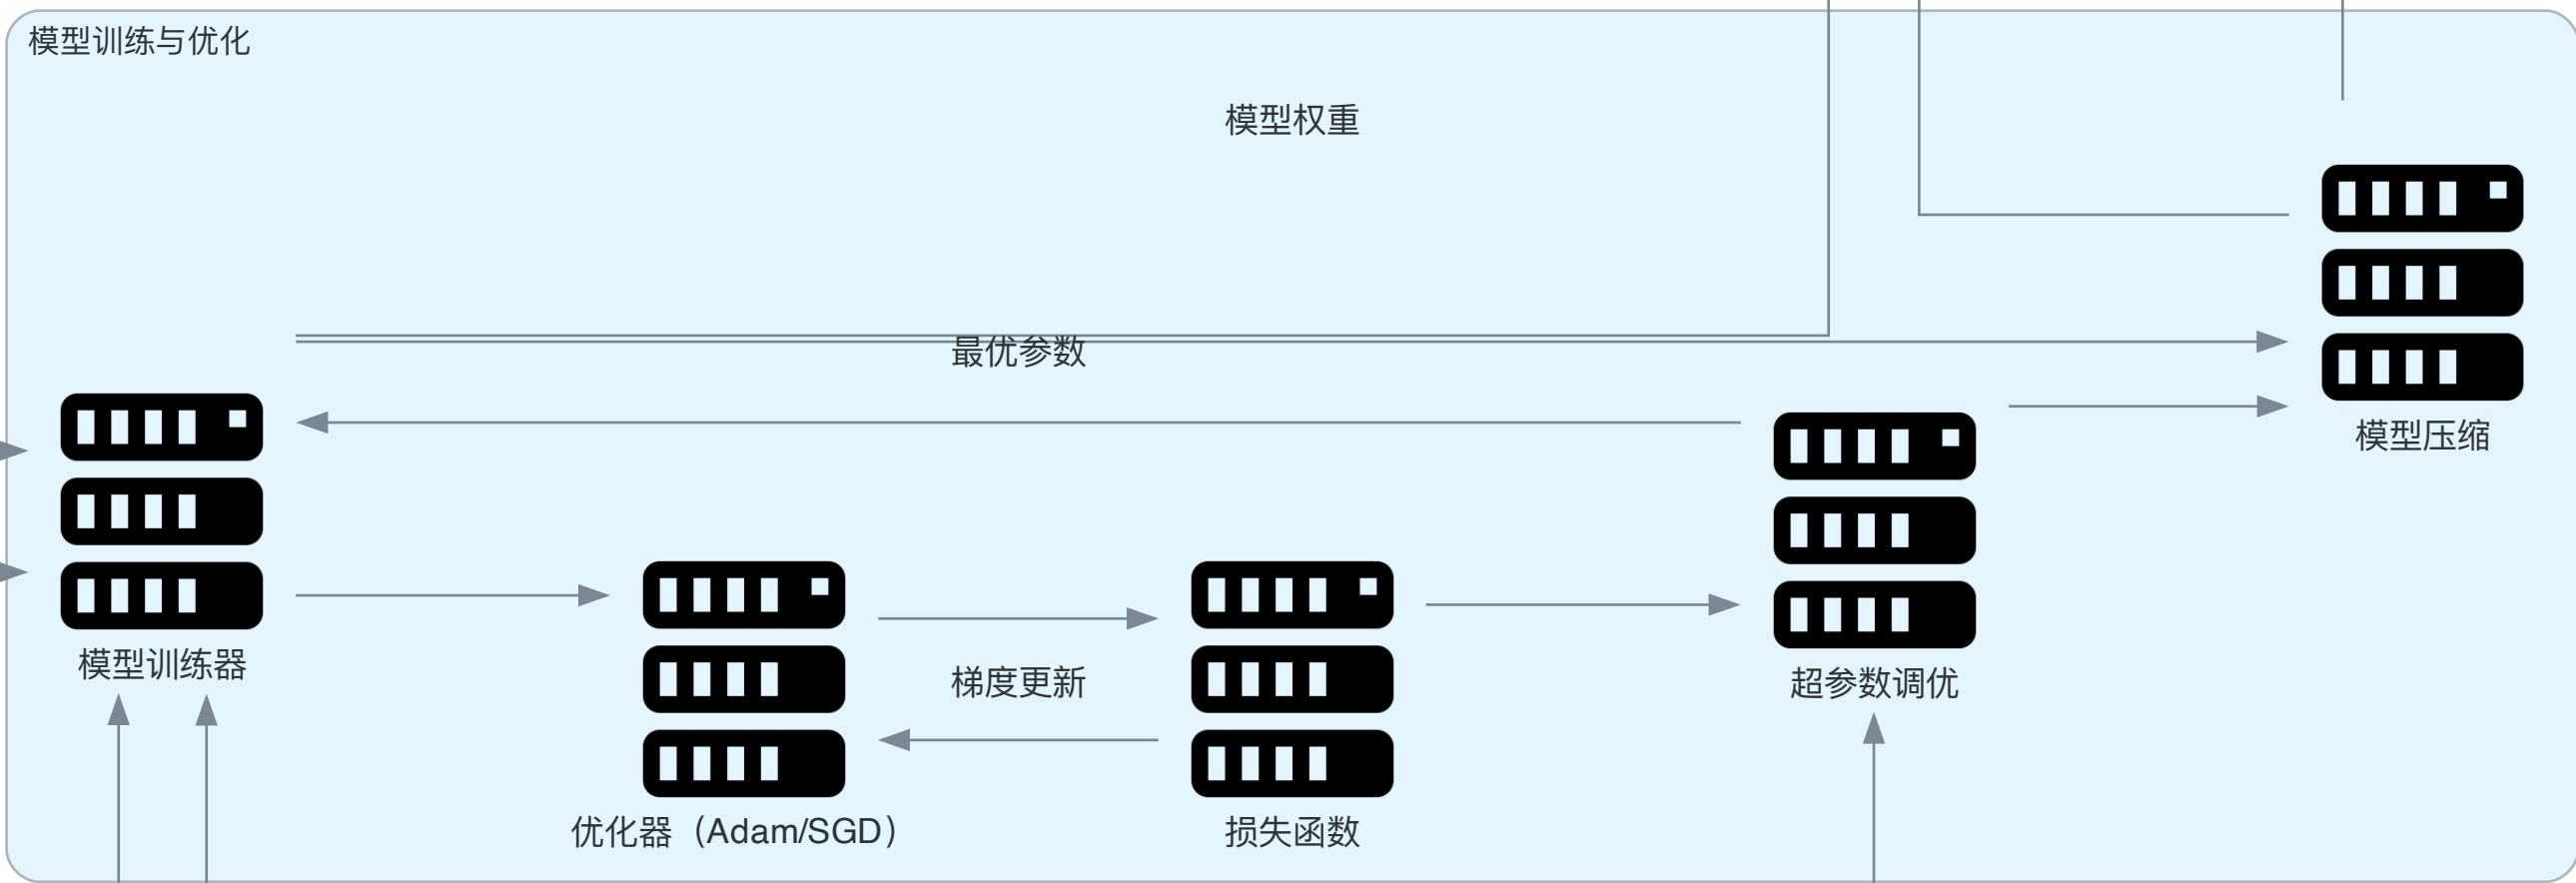 模型训练与优化
模型权重
最优参数
模型压缩
模型训练器
梯度更新
超参数调优
优化器（Adam/SGD）
损失函数